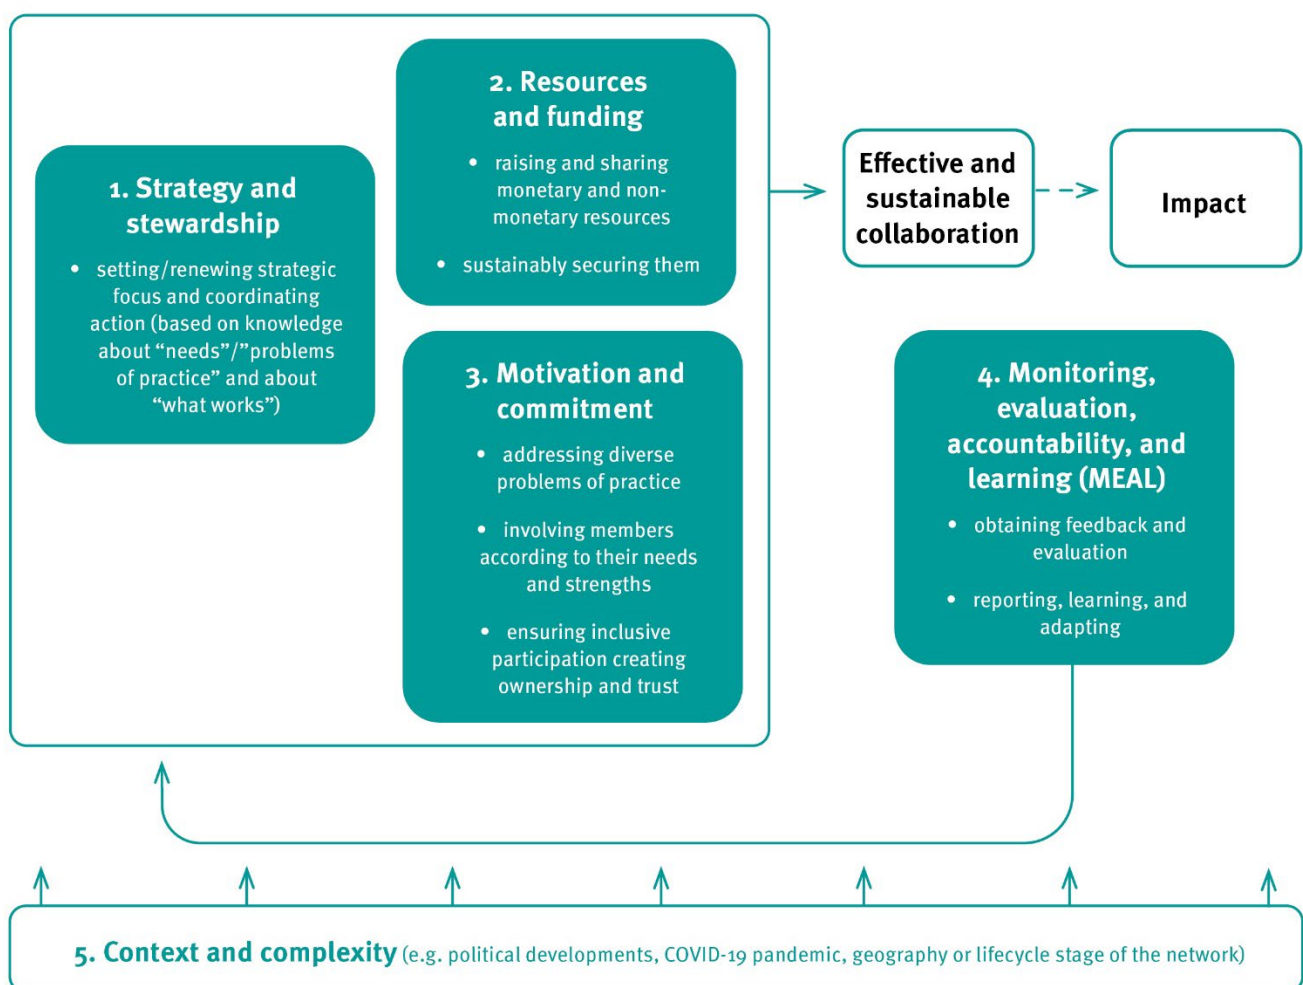 1. Strategy and
stewardship
• setting/renewing strategic
focus and coordinating
action (based on knowledge
about “needs”/”problems
of practice” and about
“what works”)
2. Resources
and funding
• raising and sharing
monetary and non-
monetary resources
• sustainably securing them
3. Motivation and
commitment
• addressing diverse
problems of practice
• involving members
according to their needs
and strengths
• ensuring inclusive
participation creating
ownership and trust
Effective and
sustainable
collaboration
Impact
4. Monitoring,
evaluation,
accountability, and
learning (MEAL)
• obtaining feedback and
evaluation
• reporting, learning, and
adapting
5. Context and complexity (e.g. political developments, COVID-19 pandemic, geography or lifecycle stage of the network)